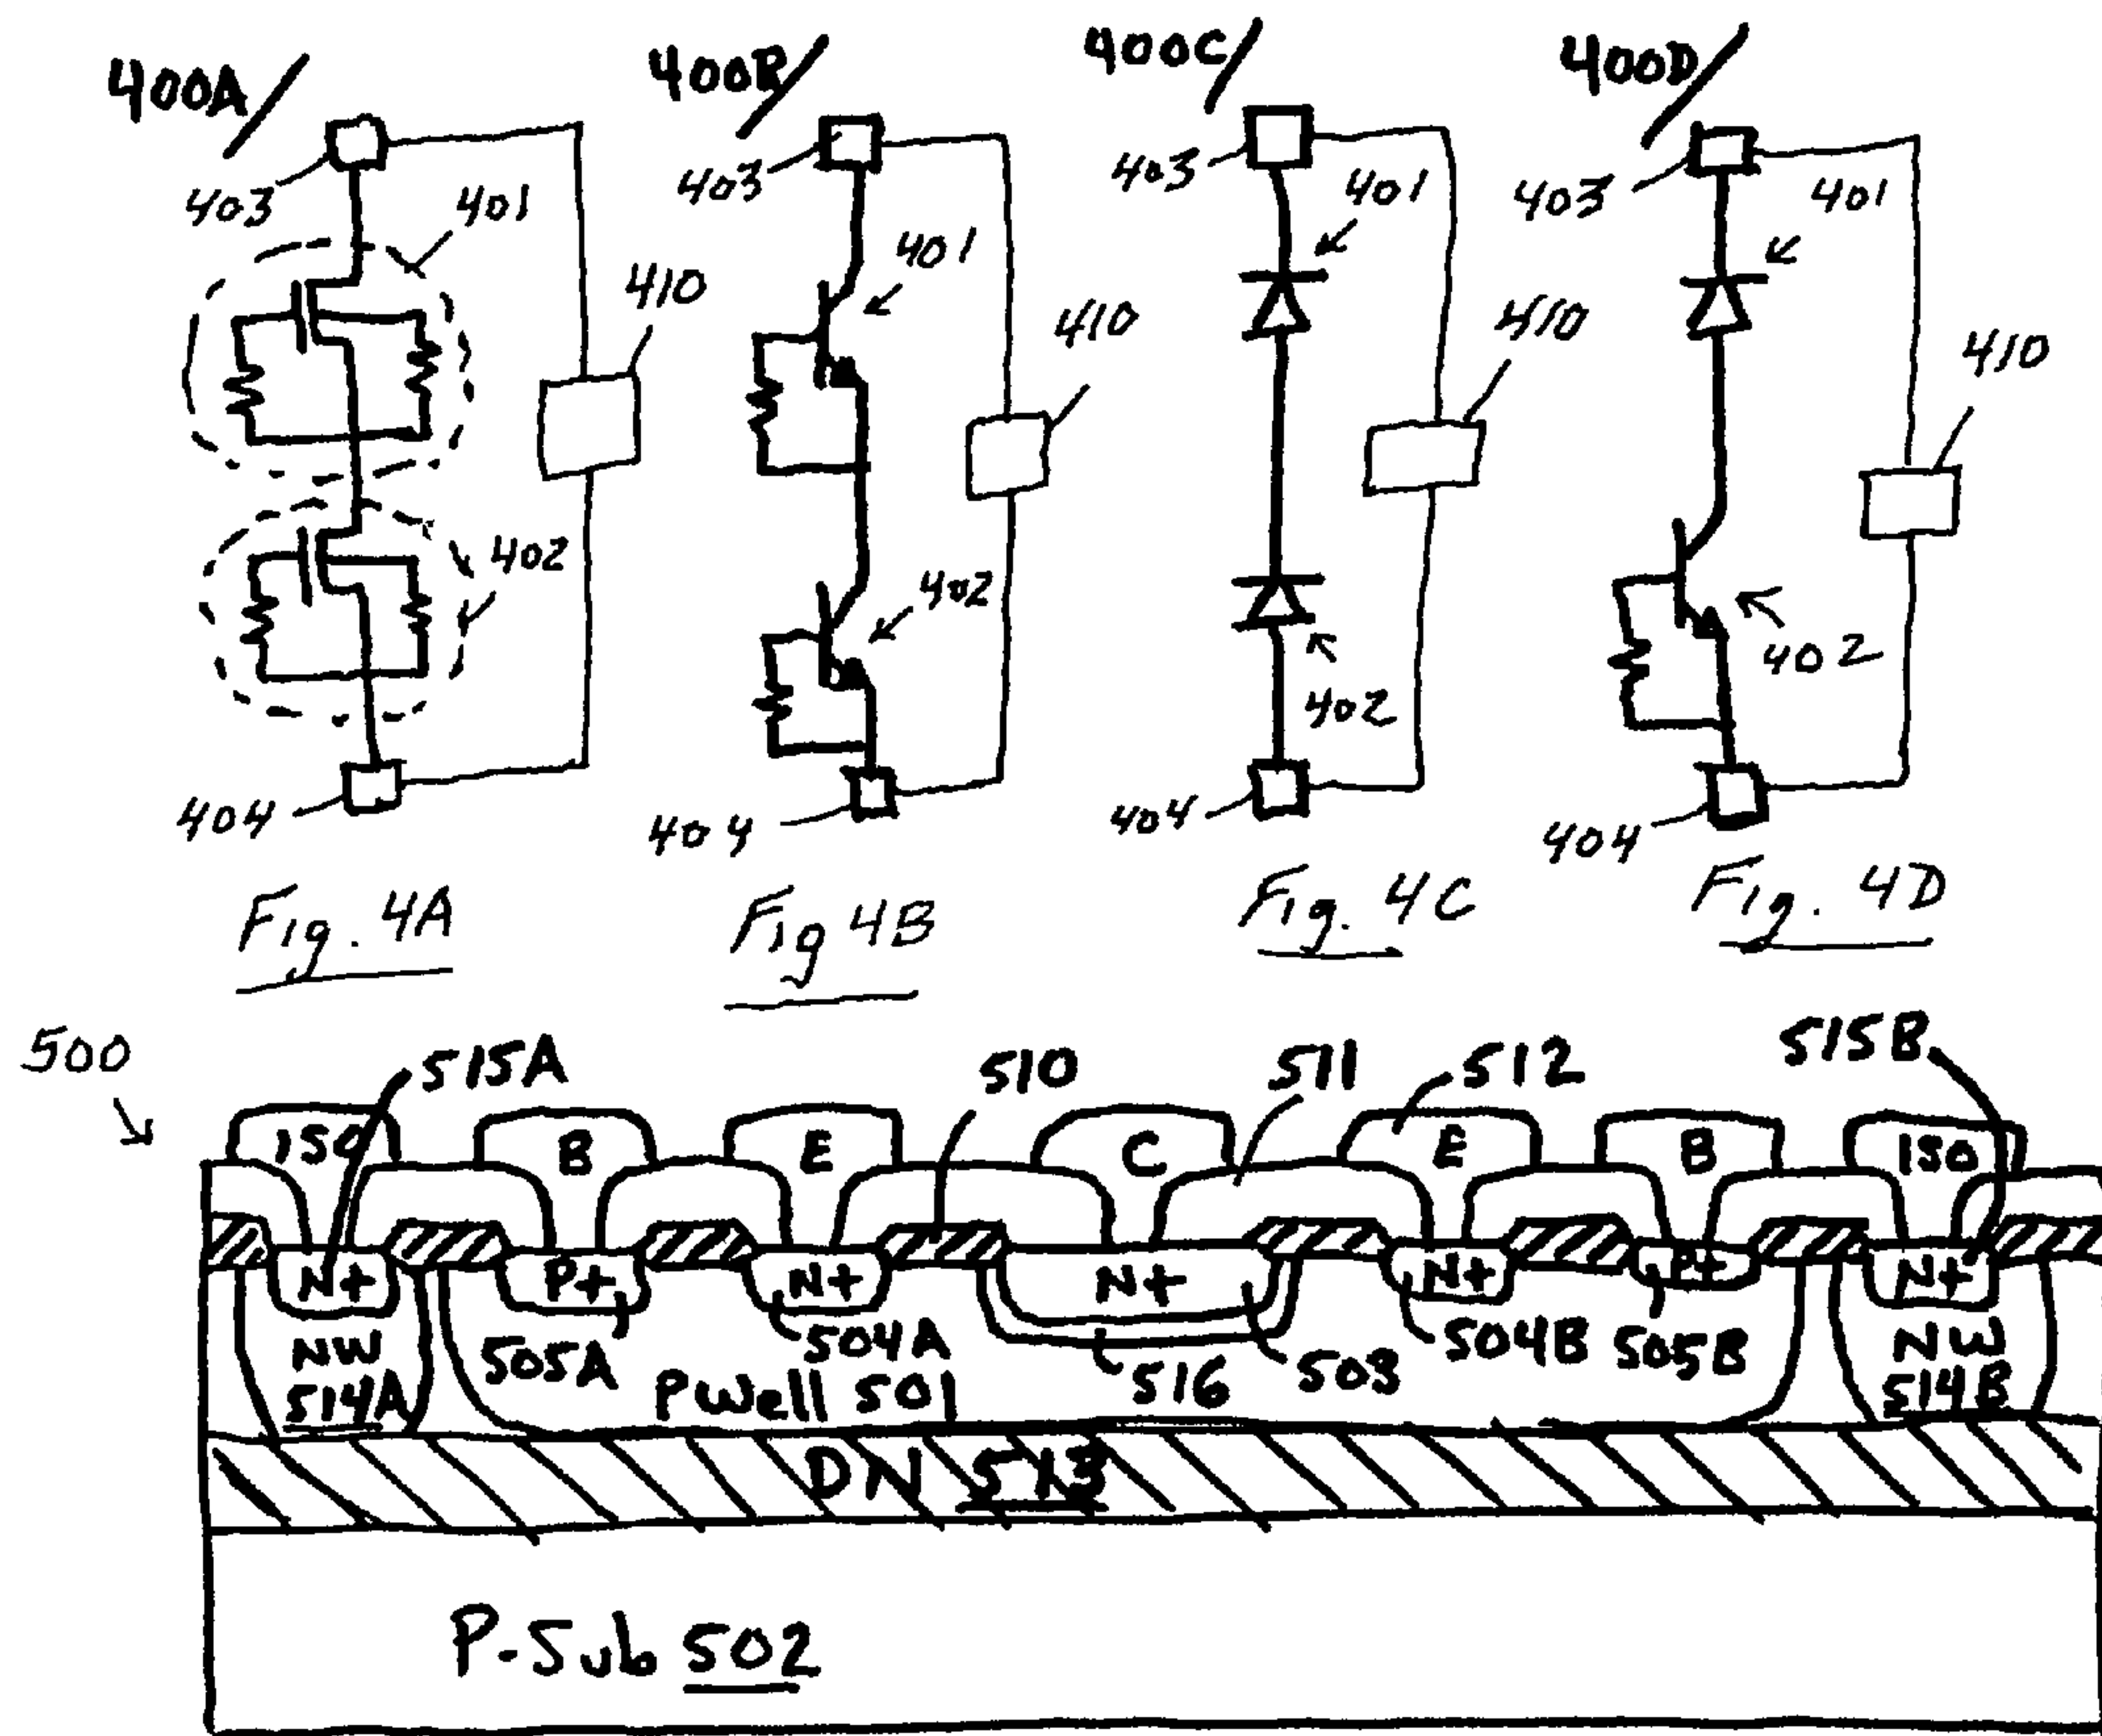 400A 400B 400C 400D
403 403 403 403
401 401 401 401
410 410 410 410
402 402 402 402
404 404 404 404
Fig. 4A Fig 4B Fig. 4C Fig. 4D
500 515A 510 511 512 515B
ISO B E C E B ISO
N+ P+ N+ N+ N+ P+ N+
NW 505A 504A 516 503 504B 505B NW
514A Pwell 501 514B
DN 513
P-Sub 502